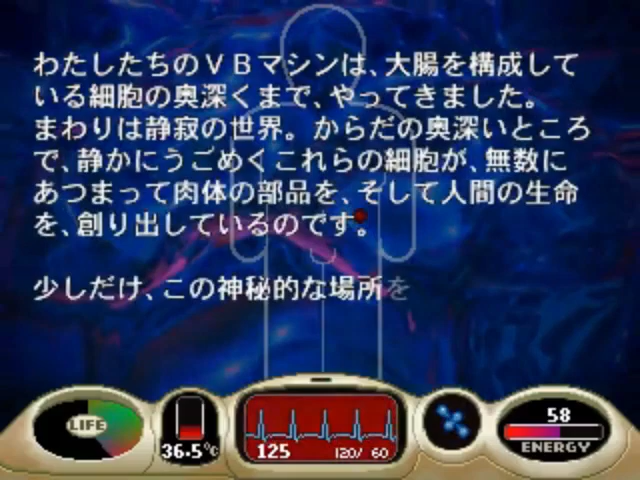 わたしたちのVBマシンは、大腸を構成して
いる細胞の奥深くまで、やってきました。
まわりは静寂の世界。からだの奥深いところ
で、静かにうごめくこれらの細胞が、無数に
あつまって肉体の部品を、そして人間の生命
を、創り出しているのです。
少しだけ、この神秘的な場所を
LIFE
36.5°C
125
120/ 60
58
ENERGY